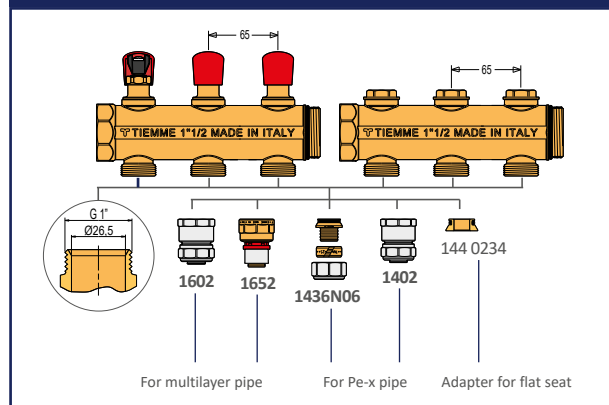 65
65
TIEMME 1"1/2 MADE IN ITALY
TIEMME 1"1/2 MADE IN ITALY
G 1"
Ø26,5
1602
1652
1436N06
1402
144 0234
For multilayer pipe
For Pe-x pipe
Adapter for flat seat